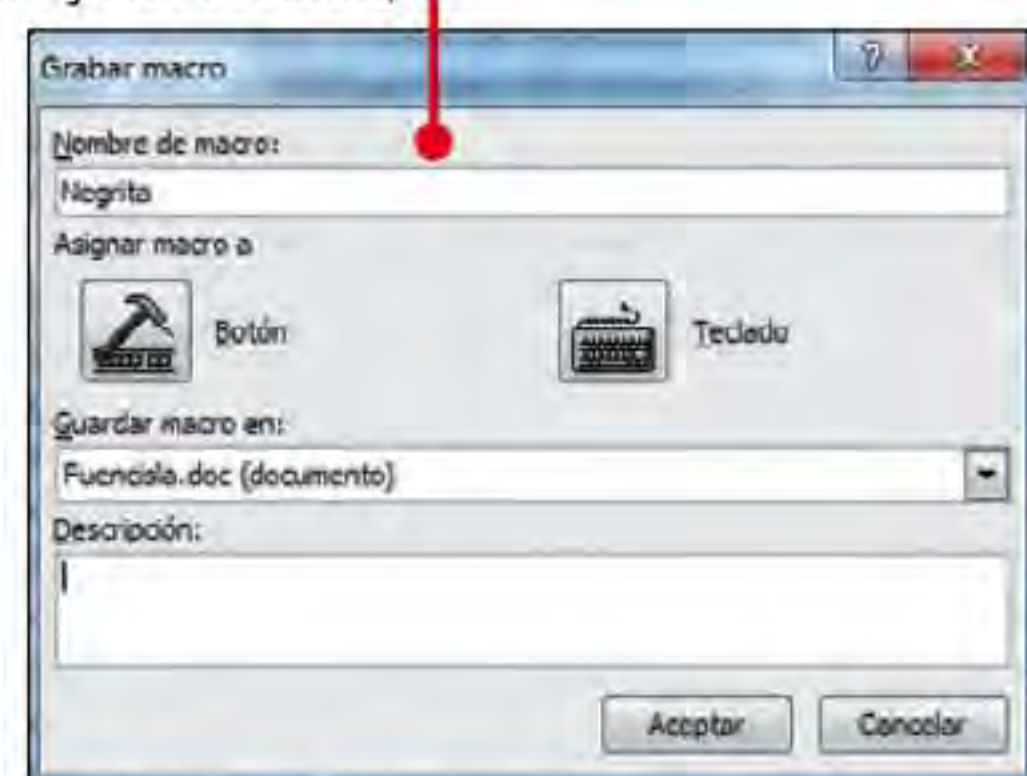 Grabar macro
Nombre de macro:
Negrita
Asignar macro a
Botón
Teclado
Guardar macro en:
Fuencisla.doc (documento)
Descripción:
Aceptar
Cancelar